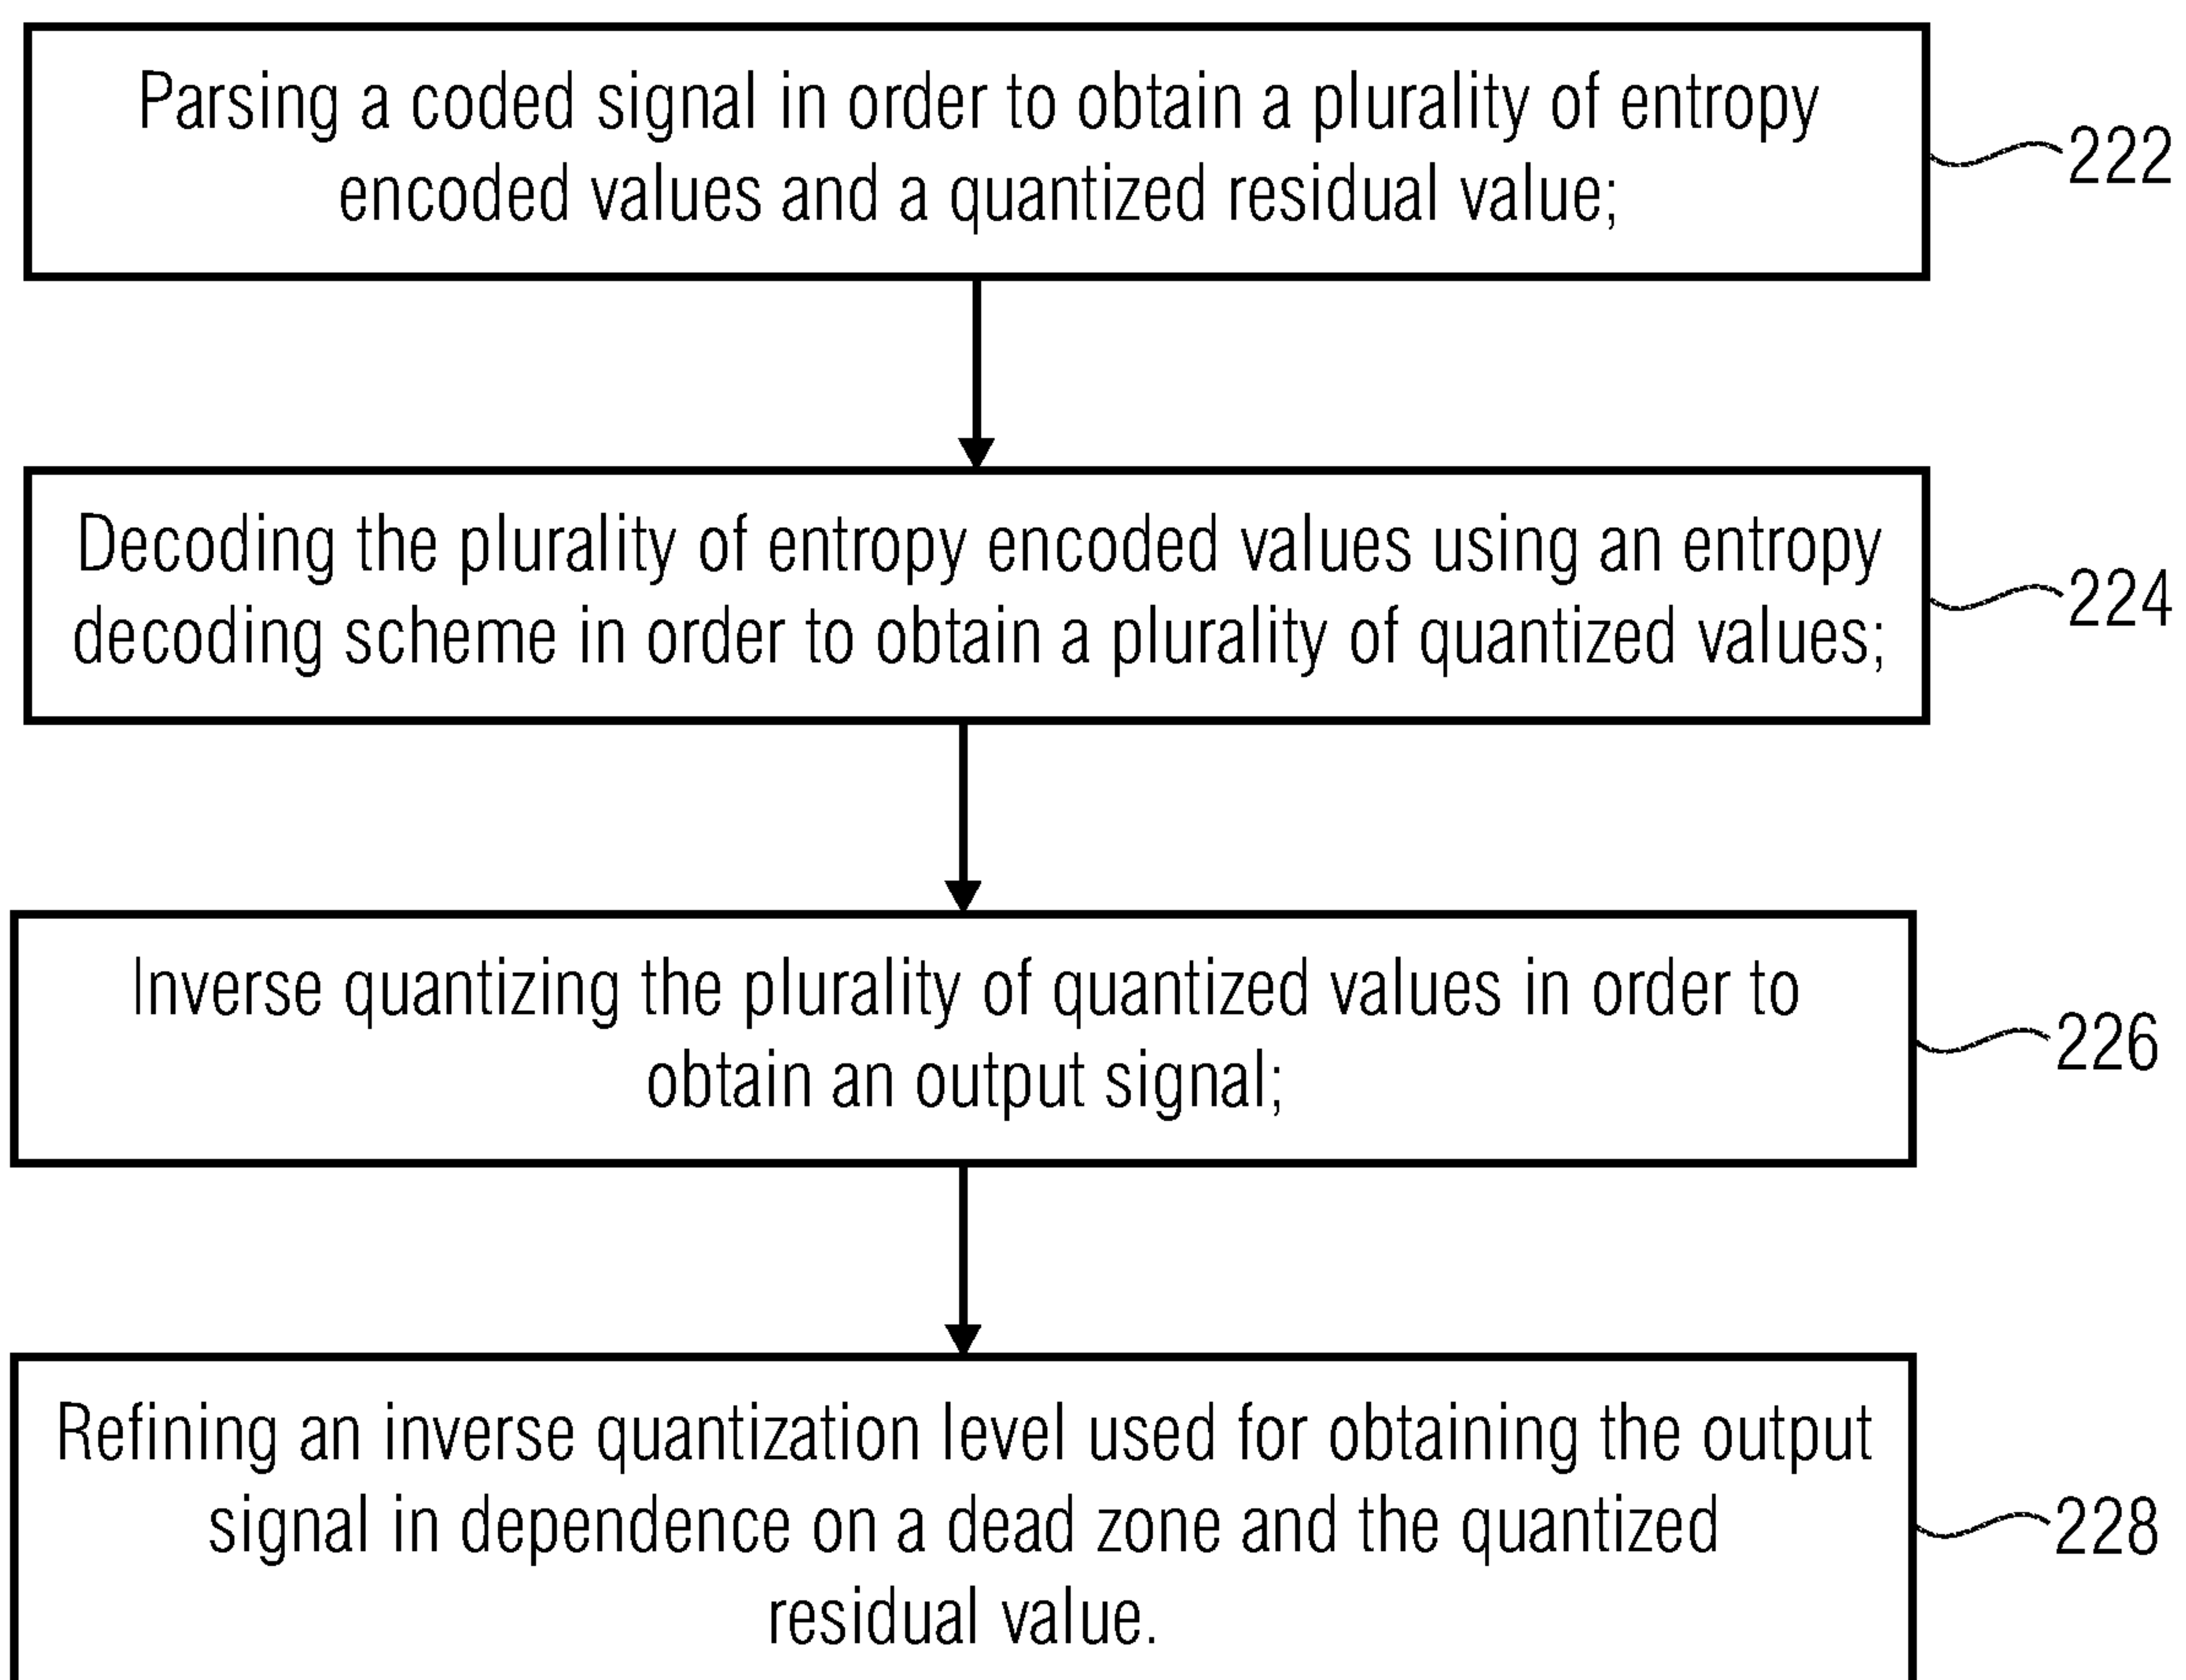 Parsing a coded signal in order to obtain a plurality of entropy
encoded values and a quantized residual value;
222
Decoding the plurality of entropy encoded values using an entropy
decoding scheme in order to obtain a plurality of quantized values;
224
Inverse quantizing the plurality of quantized values in order to
obtain an output signal;
226
Refining an inverse quantization level used for obtaining the output
signal in dependence on a dead zone and the quantized
residual value.
228